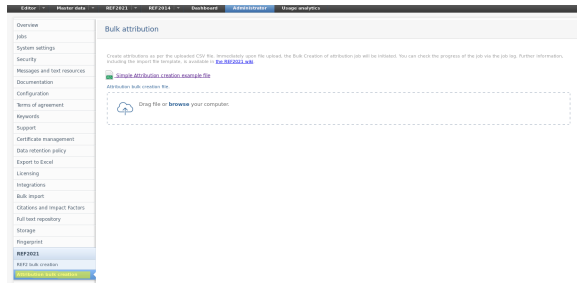 Editor
Master data
REF2021
REF2014
Dashboard
Administrator
Usage analytics
Overview
Jobs
System settings
Security
Messages and text resources
Documentation
Configuration
Terms of agreement
Keywords
Support
Certificate management
Data retention policy
Export to Excel
Licensing
Integrations
Bulk import
Citations and Impact Factors
Full text repository
Storage
Fingerprint
REF2021
REF2 bulk creation
Attribution bulk creation
Bulk attribution
Create attributions as per the uploaded CSV file. Immediately upon file upload, the Bulk Creation of attribution job will be initiated. You can check the progress of the job via the job log. Further information,
including the import file template, is available in the REF2021 wiki
Simple Attribution creation example file
Attribution bulk creation file
Drag file or browse your computer.